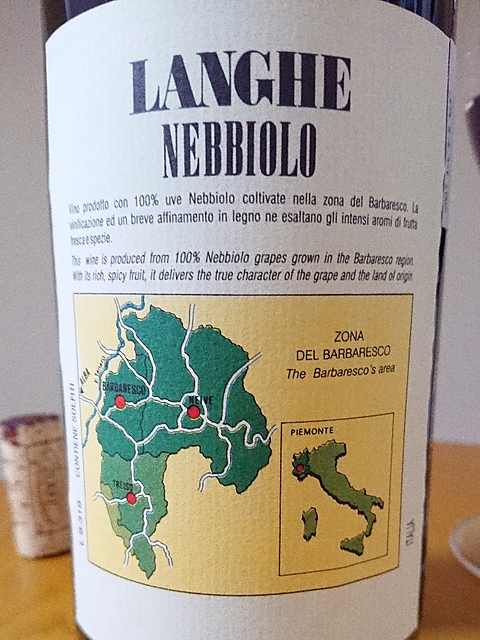 LANGHE
NEBBIOLO
Vino prodotto con 100% uve Nebbiolo coltivate nella zona del Barbaresco. La
vinificazione ed un breve affinamento in legno ne esaltano gli intensi aromi di frutta
fresca e spezie.
This wine is produced from 100% Nebbiolo grapes grown in the Barbaresco region.
With its rich, spicy fruit, it delivers the true character of the grape and the land of origin.
ZONA
DEL BARBARESCO
The Barbaresco's area
BARBARESCO
NEIVE
TREISO
PIEMONTE
CONTIENE SOLFITI
L 8.319
ITALIA